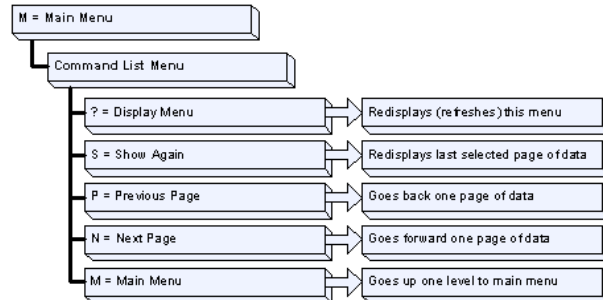 M = Main Menu
Command List Menu
? = Display Menu
Redisplays (refreshes) this menu
S = Show Again
Redisplays last selected page of data
P = Previous Page
Goes back one page of data
N = Next Page
Goes forward one page of data
M = Main Menu
Goes up one level to main menu